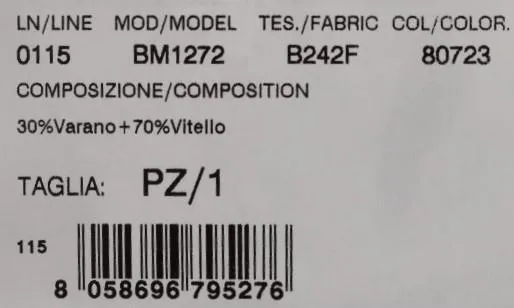 LN/LINE MOD/MODEL TES./FABRIC COL/COLOR.
0115 BM1272 B242F 80723
COMPOSIZIONE/COMPOSITION
30%Varano+70%Vitello
TAGLIA: PZ/1
115
8 058696 795276